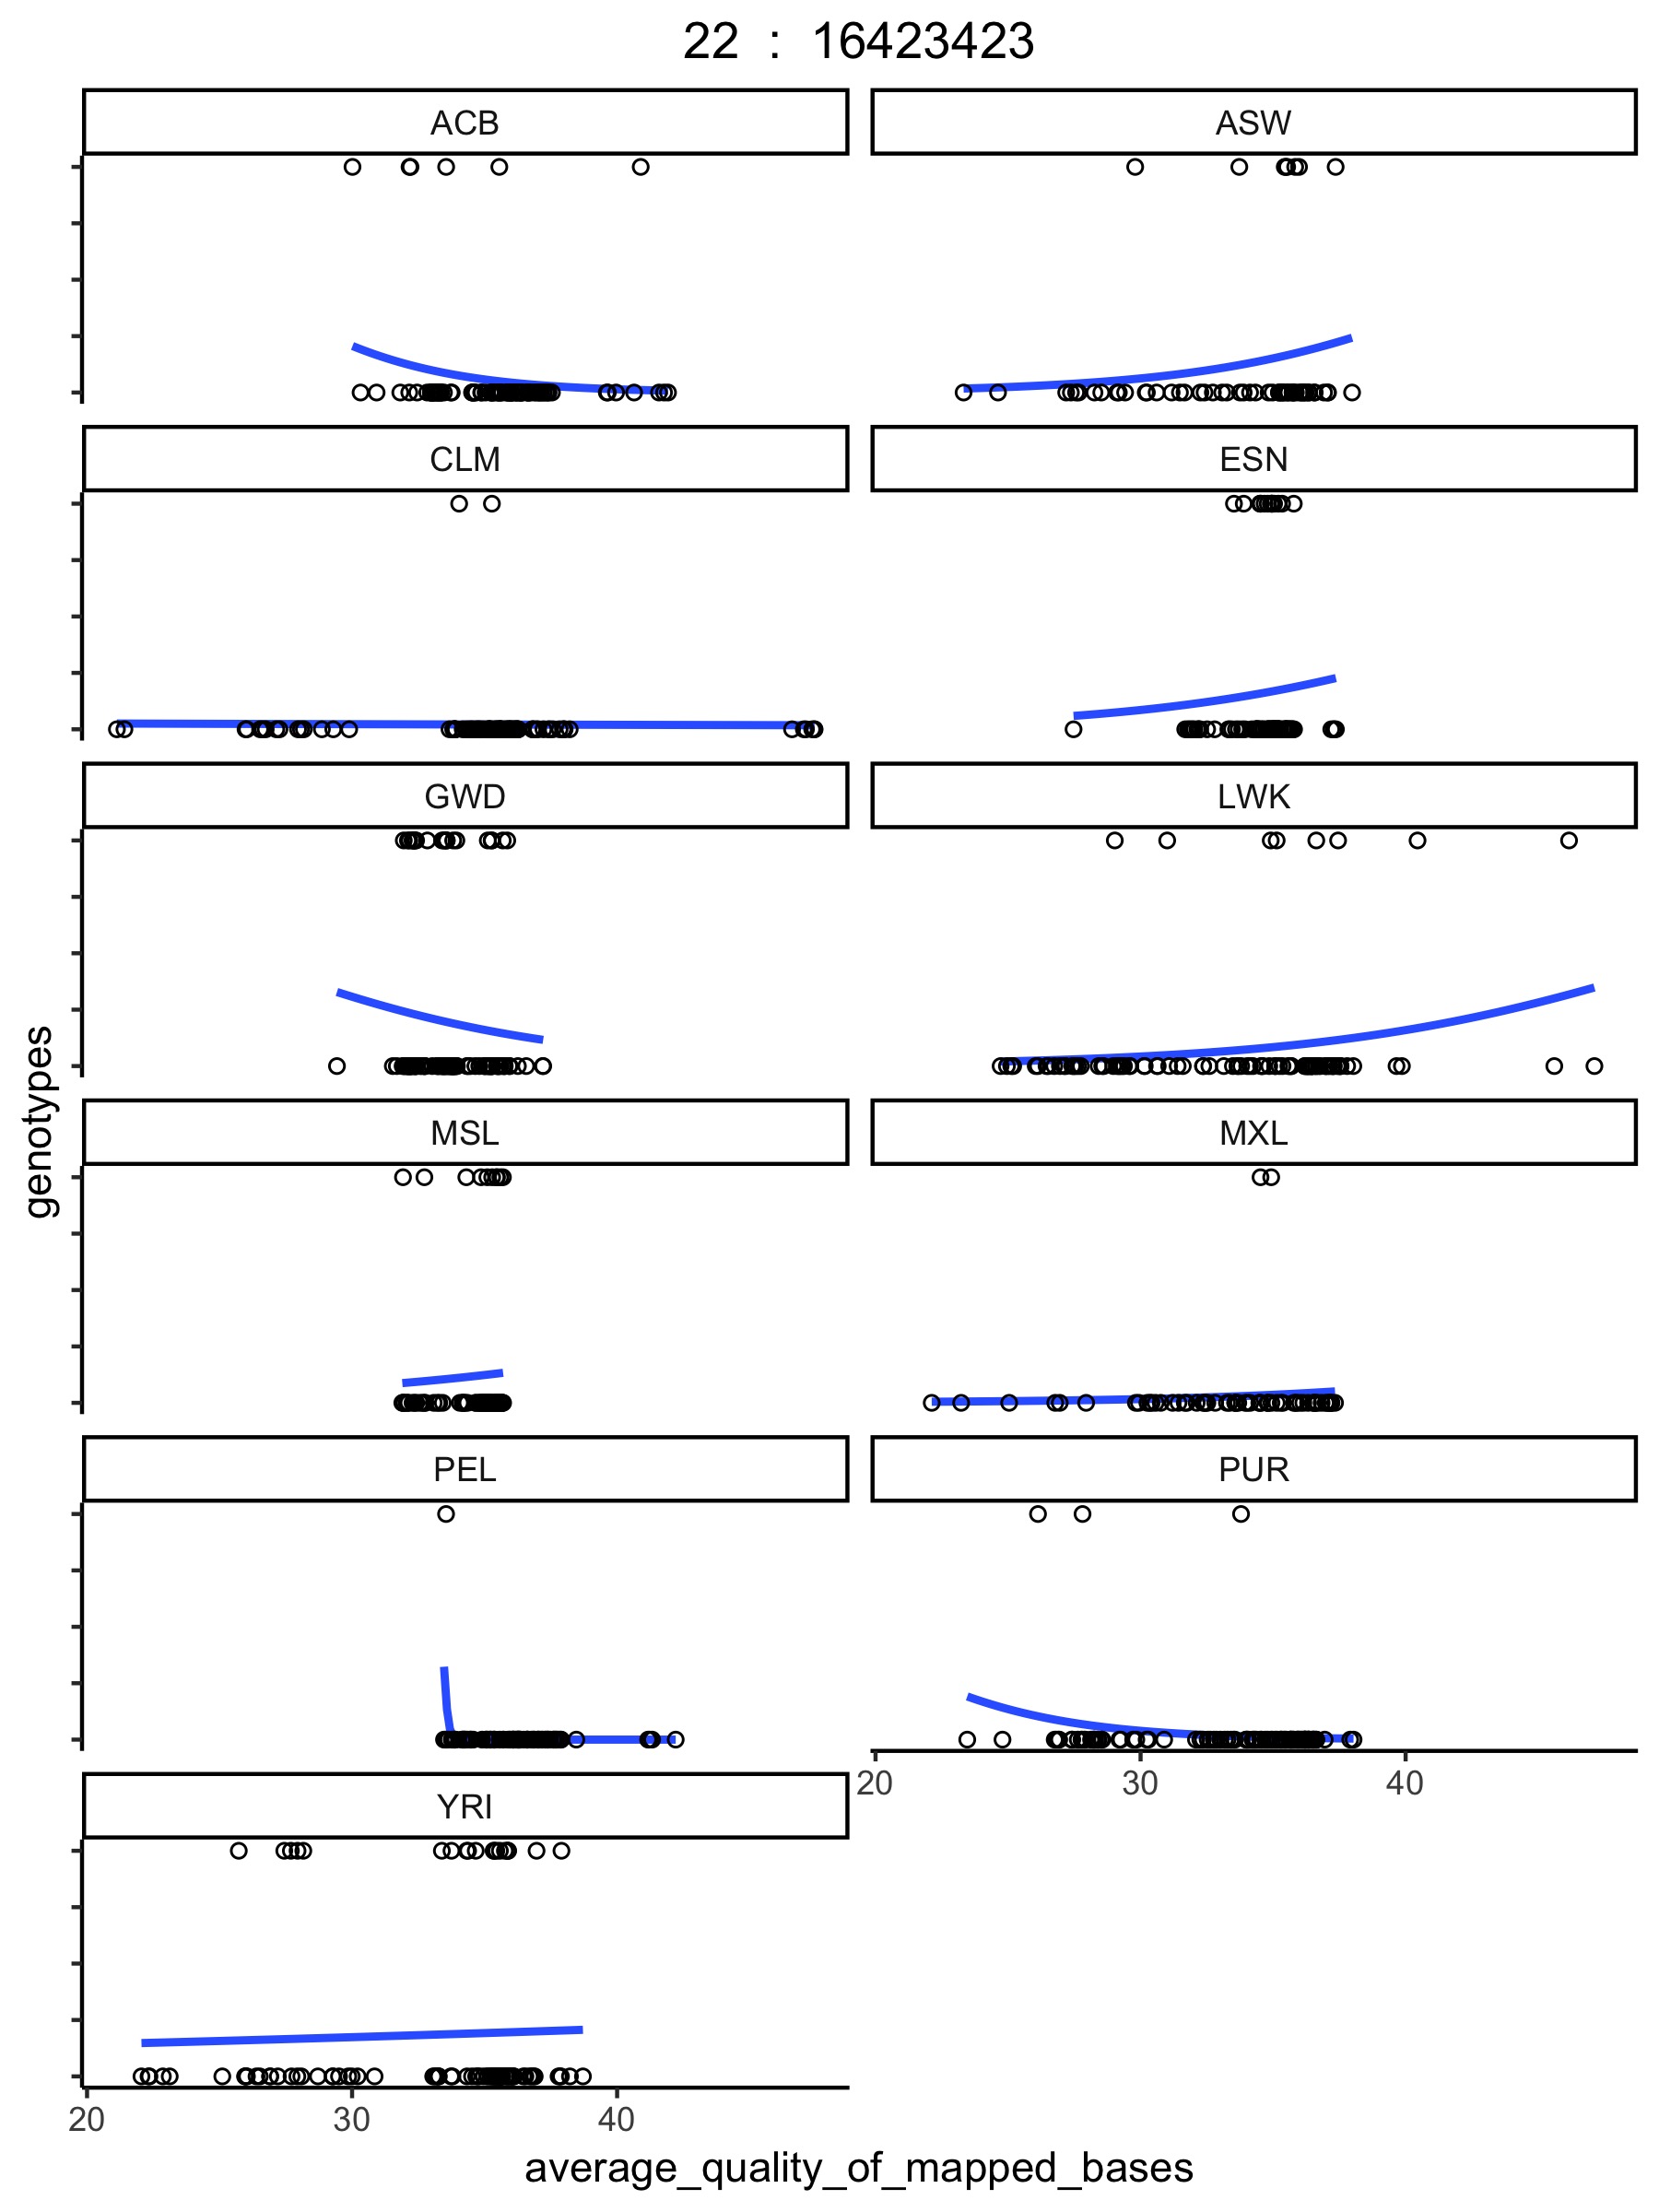 22 : 16423423
ACB
ASW
CLM
ESN
GWD
LWK
MSL
MXL
PEL
PUR
20 30 40
YRI
20 30 40
genotypes
average_quality_of_mapped_bases